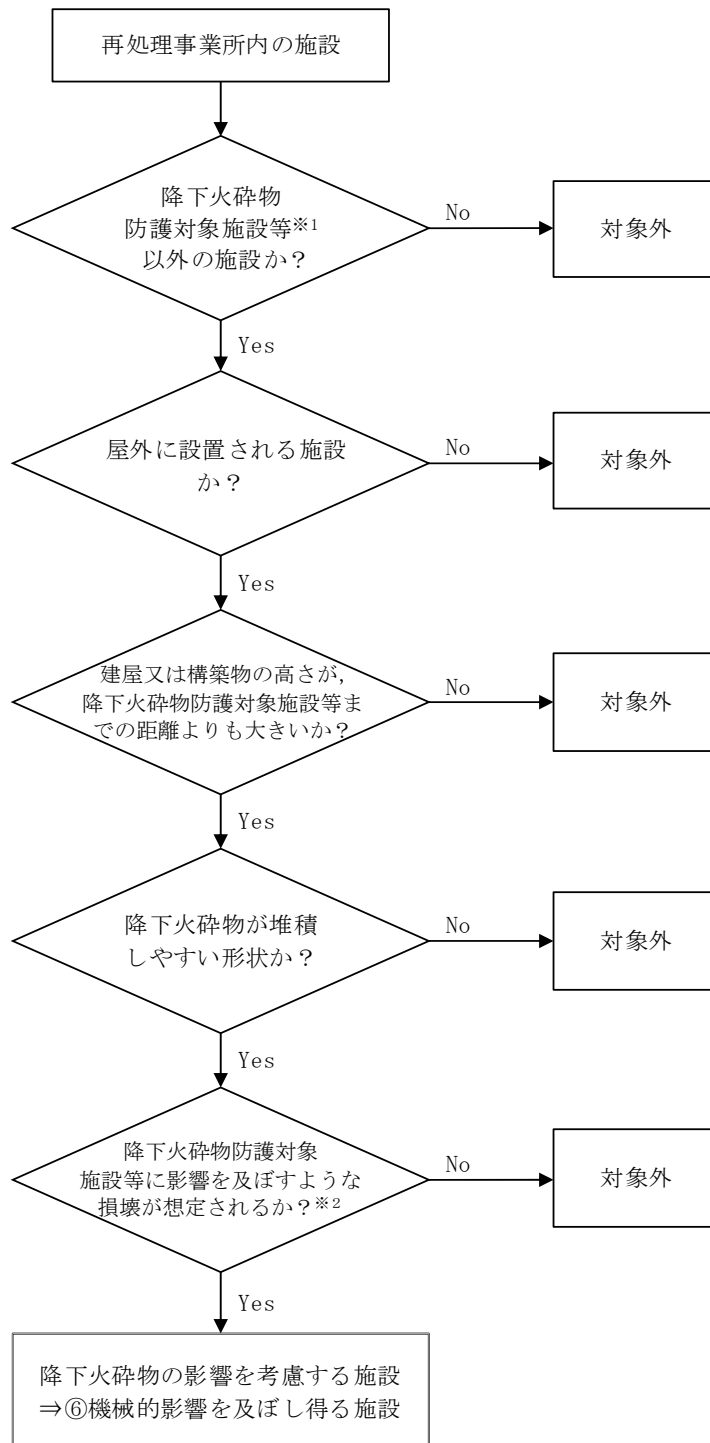 再処理事業所内の施設
降下火砕物
防護対象施設等※1
以外の施設か？
No
対象外
Yes
屋外に設置される施設
か？
No
対象外
Yes
建屋又は構築物の高さが，
降下火砕物防護対象施設等ま
での距離よりも大きいか？
No
対象外
Yes
降下火砕物が堆積
しやすい形状か？
No
対象外
Yes
降下火砕物防護対象
施設等に影響を及ぼすような
損壊が想定されるか？※2
No
対象外
Yes
降下火砕物の影響を考慮する施設
⇒⑥機械的影響を及ぼし得る施設